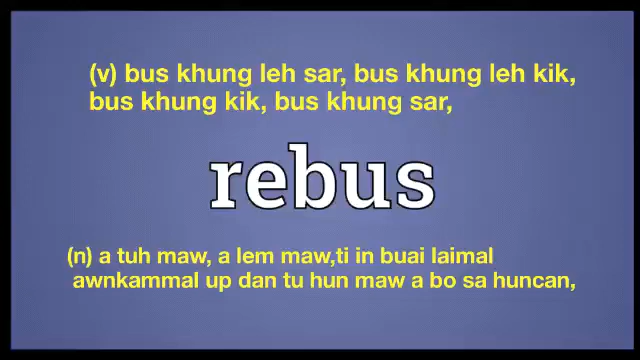 (v) bus khung leh sar, bus khung leh kik,
bus khung kik, bus khung sar,
rebus
(n) a tuh maw, a lem maw,ti in buai laimal
awnkammal up dan tu hun maw a bo sa huncan,